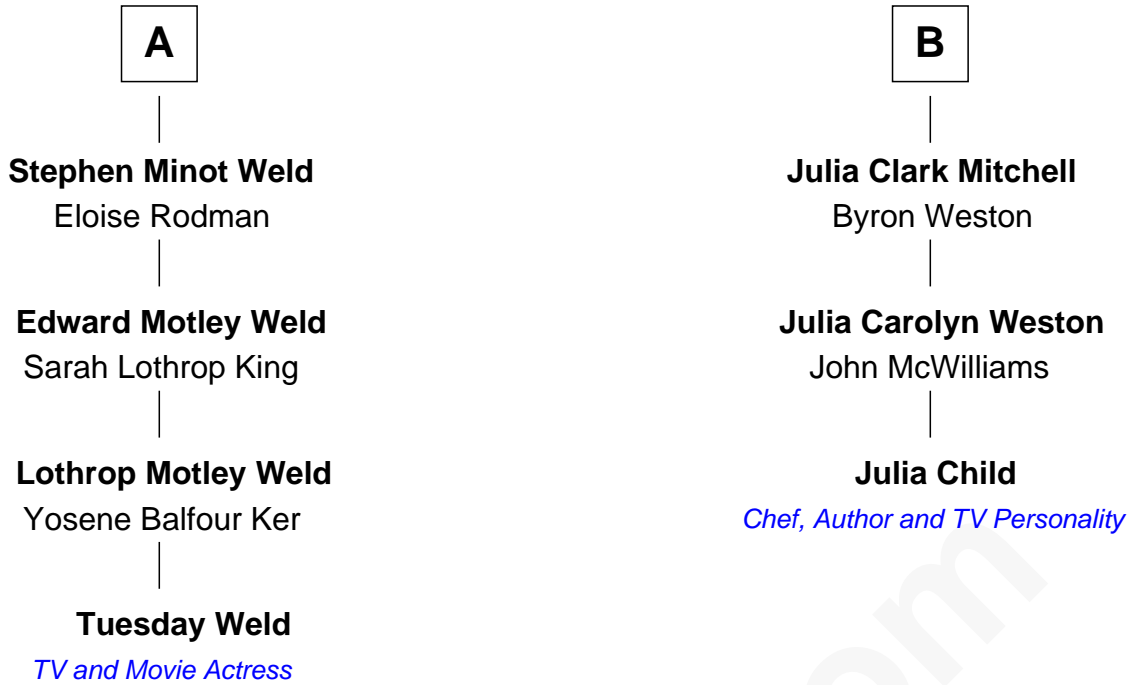 A
Stephen Minot Weld
Eloise Rodman
Edward Motley Weld
Sarah Lothrop King
Lothrop Motley Weld
Yosene Balfour Ker
Tuesday Weld
TV and Movie Actress
B
Julia Clark Mitchell
Byron Weston
Julia Carolyn Weston
John McWilliams
Julia Child
Chef, Author and TV Personality
om